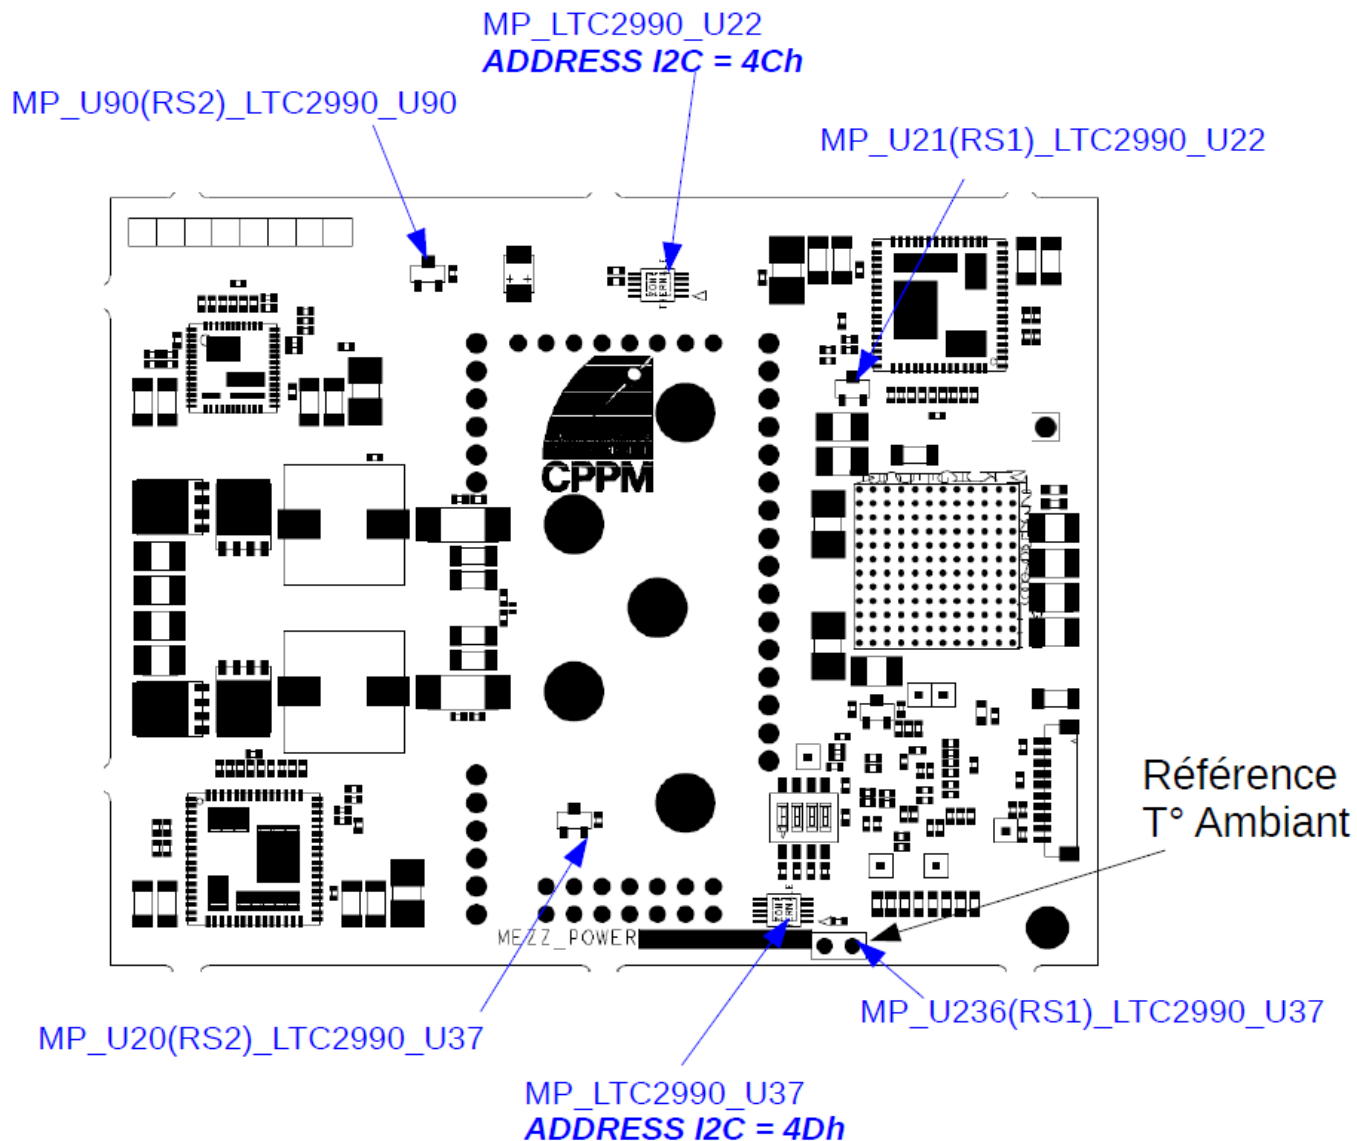 MP_LTC2990_U22
ADDRESS I2C = 4Ch
MP_U90(RS2)_LTC2990_U90
MP_U21(RS1)_LTC2990_U22
CPPM
Référence
T° Ambiant
MEZZ_POWER
MP_U236(RS1)_LTC2990_U37
MP_U20(RS2)_LTC2990_U37
MP_LTC2990_U37
ADDRESS I2C = 4Dh